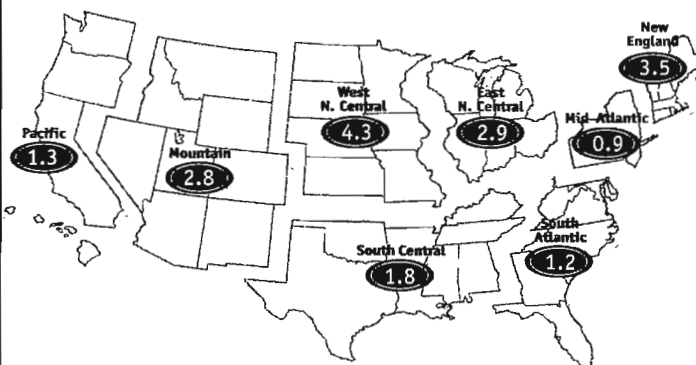 New
England
3.5
West
N. Central
4.3
East
N. Central
2.9
Mid-Atlantic
0.9
Pacific
1.3
Mountain
2.8
South Central
1.8
South
Atlantic
1.2